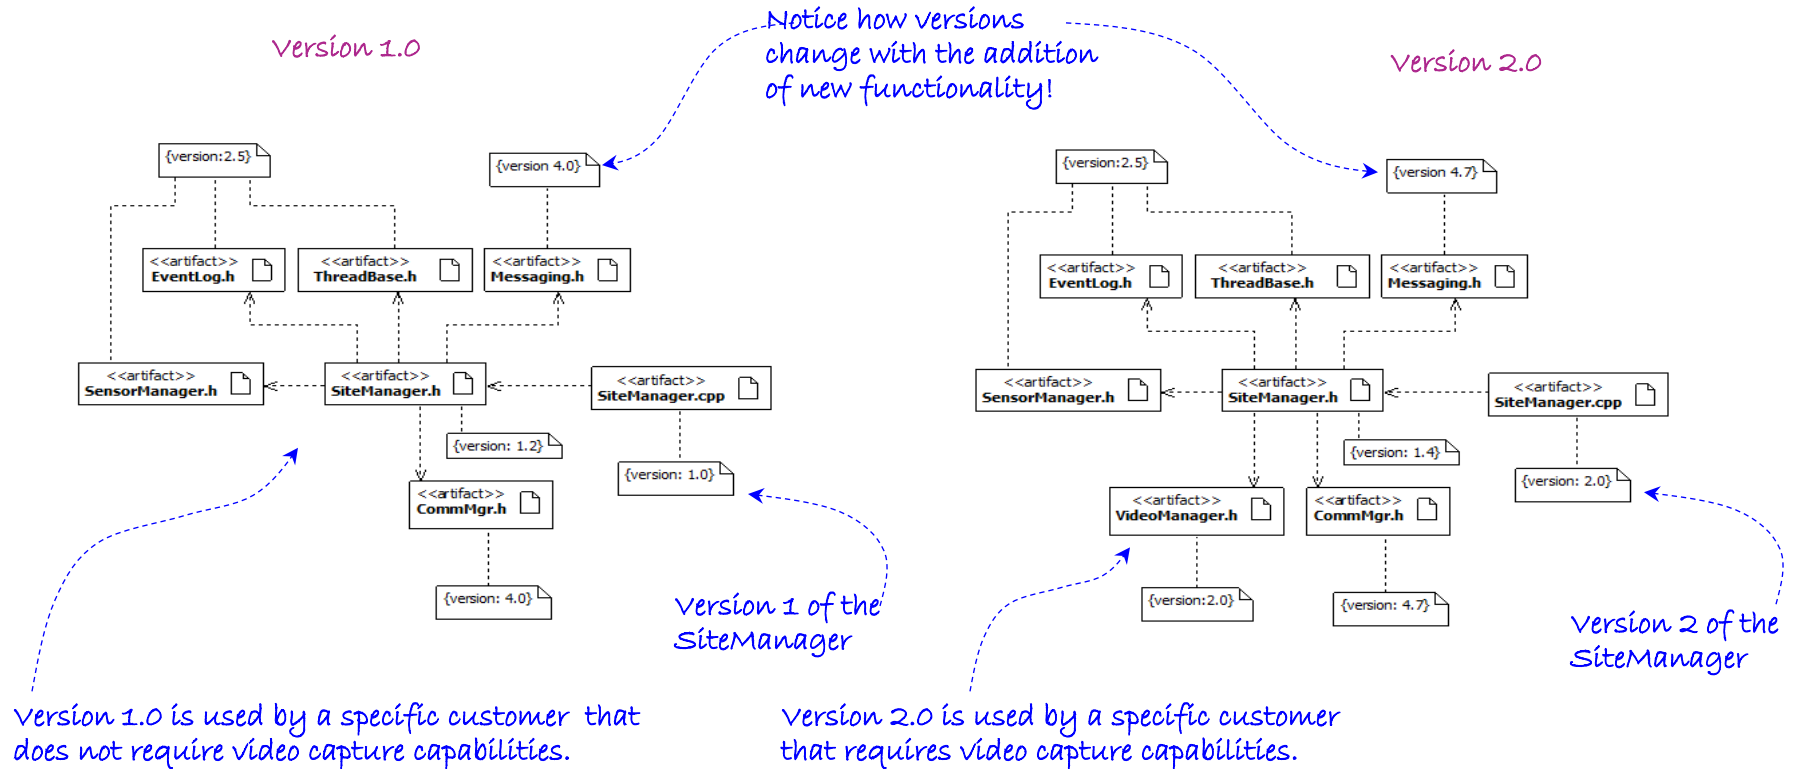 Notice how versions
change with the addition
of new functionality!
Version 1.0
{version:2.5}
{version 4.0}
<<artifact>>
EventLog.h
<<artifact>>
ThreadBase.h
<<artifact>>
Messaging.h
<<artifact>>
SensorManager.h
<<artifact>>
SiteManager.h
<<artifact>>
SiteManager.cpp
{version: 1.2}
{version: 1.0}
<<artifact>>
CommMgr.h
{version: 4.0}
Version 1 of the
SiteManager
Version 1.0 is used by a specific customer that
does not require video capture capabilities.
Version 2.0
{version:2.5}
{version 4.7}
<<artifact>>
EventLog.h
<<artifact>>
ThreadBase.h
<<artifact>>
Messaging.h
<<artifact>>
SensorManager.h
<<artifact>>
SiteManager.h
<<artifact>>
SiteManager.cpp
{version: 1.4}
{version: 2.0}
<<artifact>>
VideoManager.h
<<artifact>>
CommMgr.h
{version:2.0}
{version: 4.7}
Version 2 of the
SiteManager
Version 2.0 is used by a specific customer
that requires video capture capabilities.